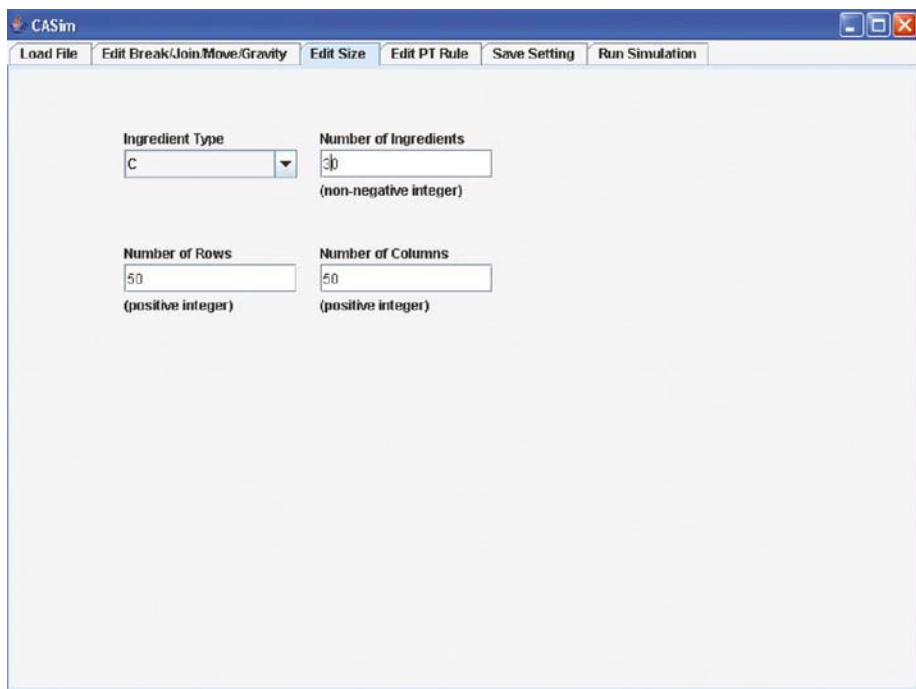 CASim
Load File Edit Break/Join/Move/Gravity Edit Size Edit PT Rule Save Setting Run Simulation
Ingredient Type Number of Ingredients
C 30
(non-negative integer)
Number of Rows Number of Columns
50 50
(positive integer) (positive integer)